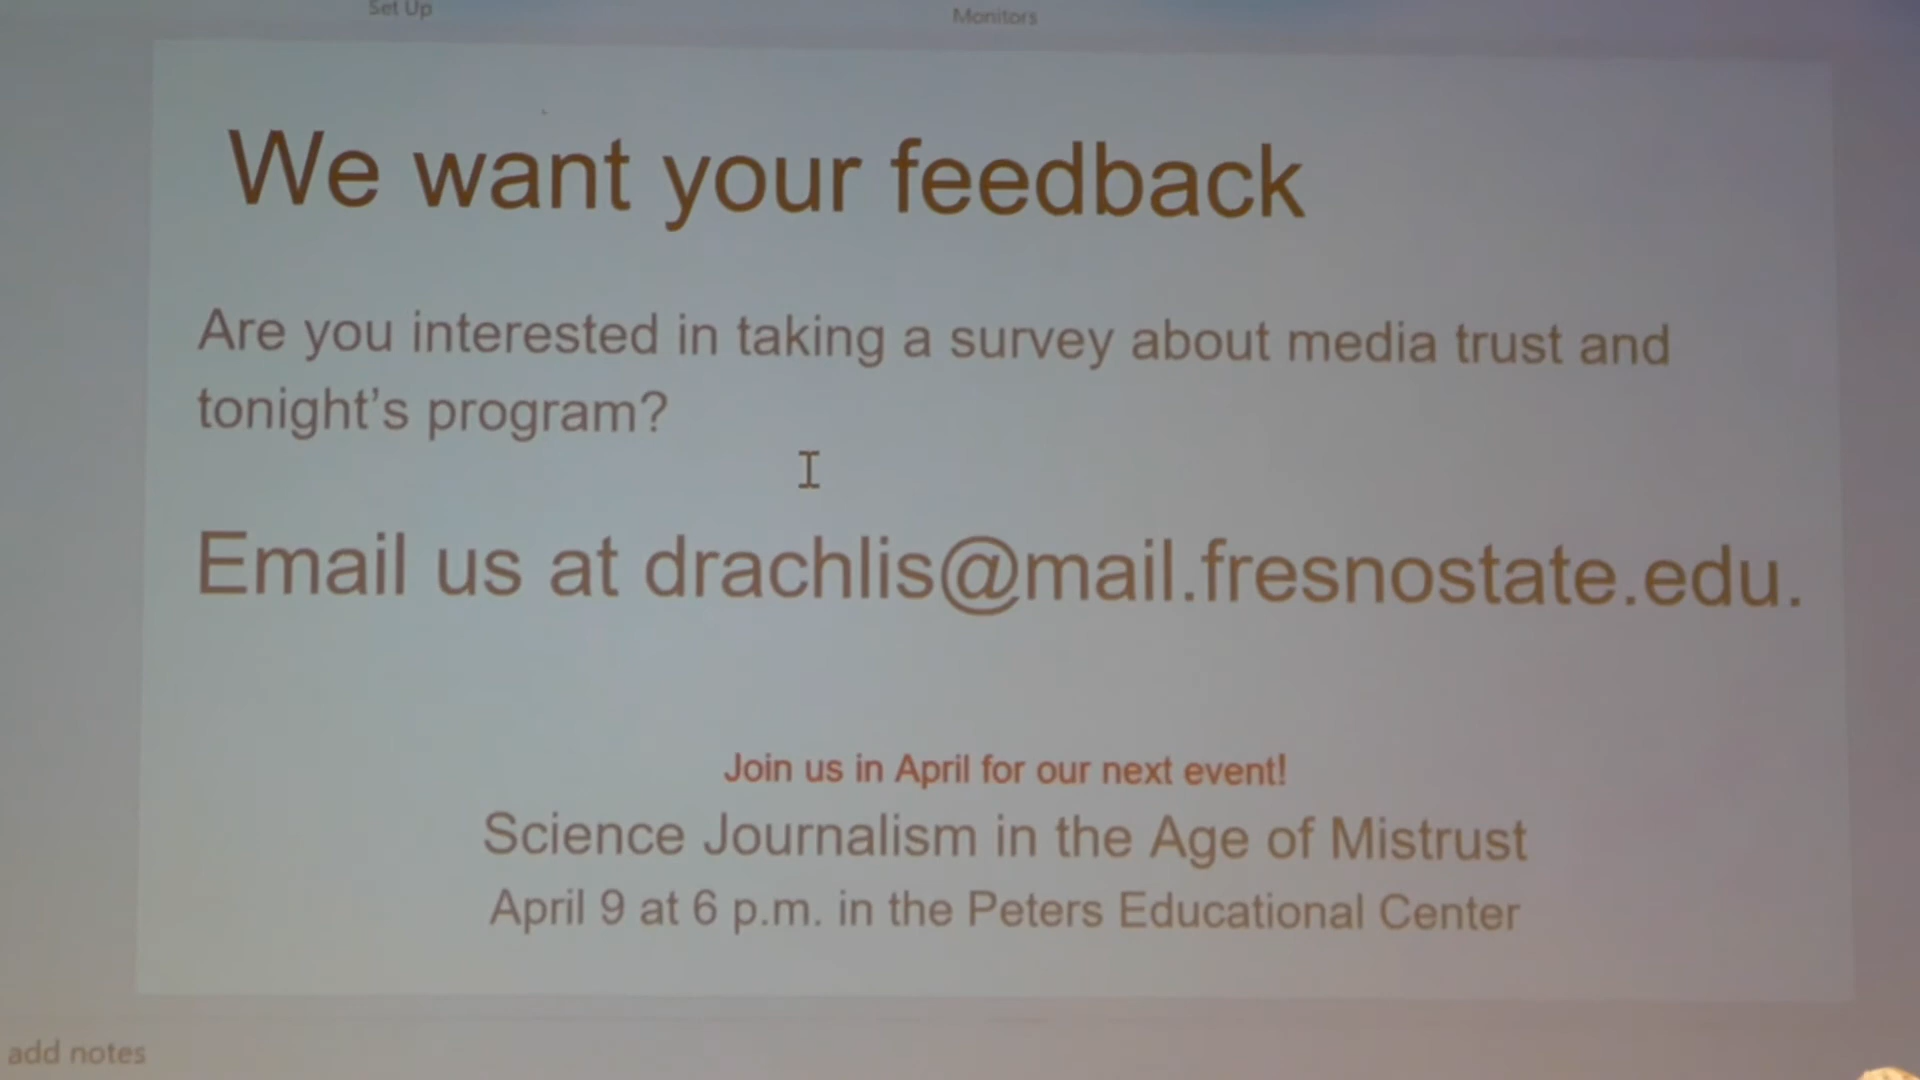 Set Up
Monitors
We want your feedback
Are you interested in taking a survey about media trust and
tonight's program?
Email us at drachlis@mail.fresnostate.edu.
Join us in April for our next event!
Science Journalism in the Age of Mistrust
April 9 at 6 p.m. in the Peters Educational Center
add notes